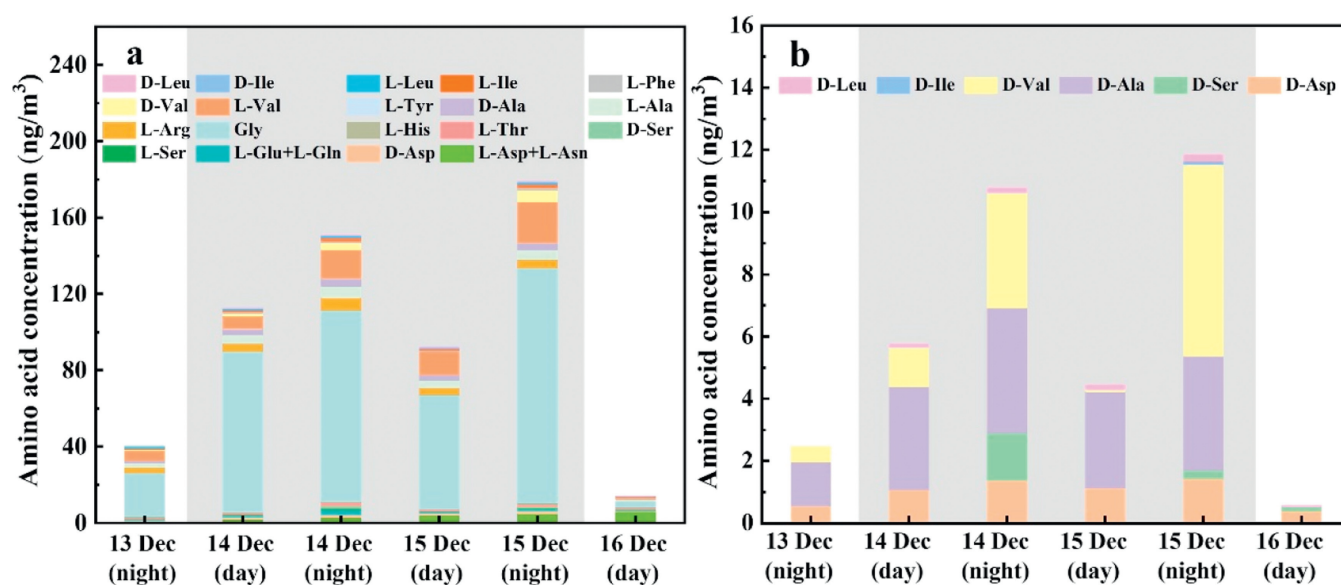 a
D-Leu D-Ile L-Leu L-Ile L-Phe
D-Val L-Val L-Tyr D-Ala L-Ala
L-Arg Gly L-His L-Thr D-Ser
L-Ser L-Glu+L-Gln D-Asp L-Asp+L-Asn
Amino acid concentration (ng/m³)
240
200
160
120
80
40
0
13 Dec 14 Dec 14 Dec 15 Dec 15 Dec 16 Dec
(night) (day) (night) (day) (night) (day)
b
D-Leu D-Ile D-Val D-Ala D-Ser D-Asp
Amino acid concentration (ng/m³)
16
14
12
10
8
6
4
2
0
13 Dec 14 Dec 14 Dec 15 Dec 15 Dec 16 Dec
(night) (day) (night) (day) (night) (day)